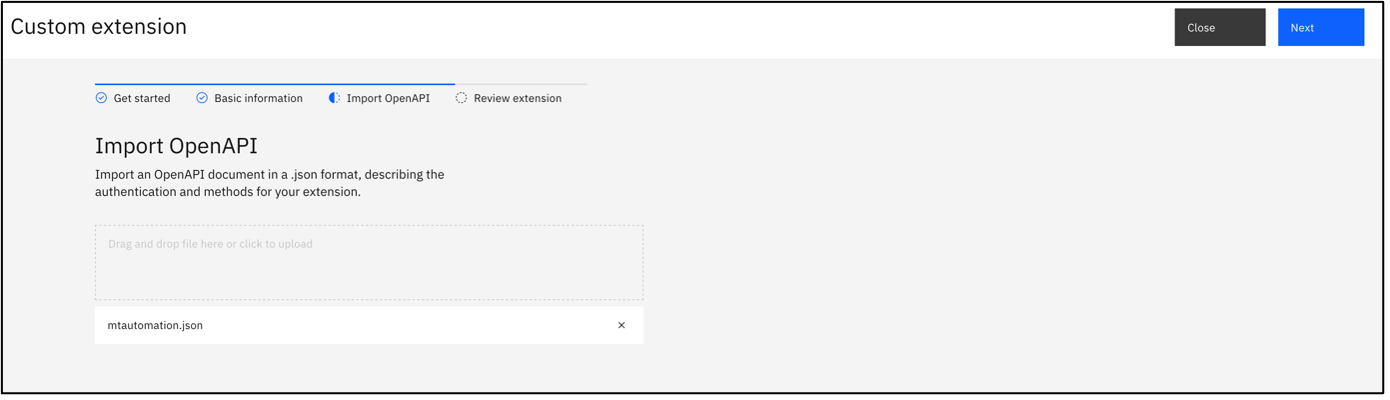 Custom extension
Close
Next
Get started
Basic information
Import OpenAPI
Review extension
Import OpenAPI
Import an OpenAPI document in a .json format, describing the
authentication and methods for your extension.
Drag and drop file here or click to upload
mtautomation.json